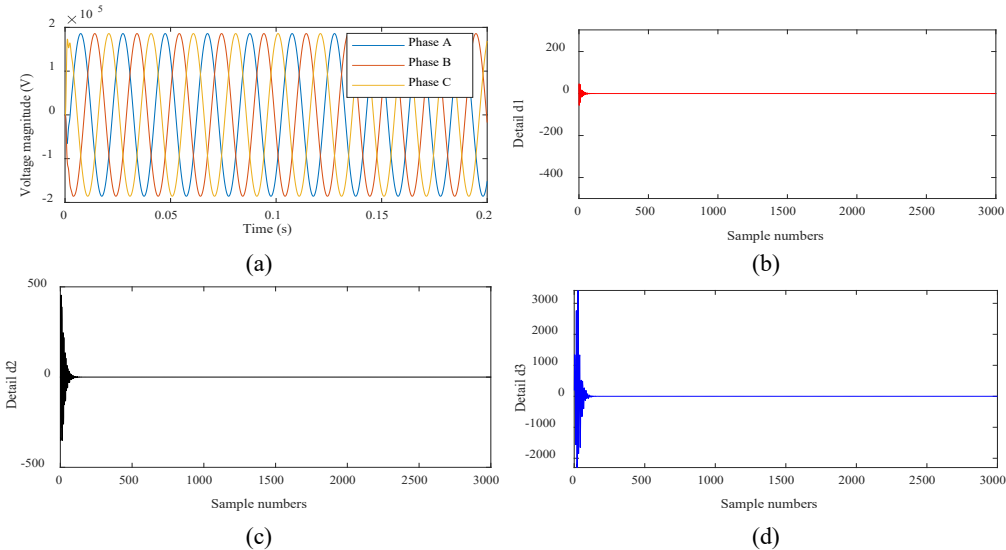 2 × 10 5
1
0
-1
-2
Voltage magnitude (V)
Phase A
Phase B
Phase C
0 0.05 0.1 0.15 0.2
Time (s)
(a)
200
0
-200
-400
Detail d1
0 500 1000 1500 2000 2500 3000
Sample numbers
(b)
500
0
-500
Detail d2
0 500 1000 1500 2000 2500 3000
Sample numbers
(c)
3000
2000
1000
0
-1000
-2000
Detail d3
0 500 1000 1500 2000 2500 3000
Sample numbers
(d)